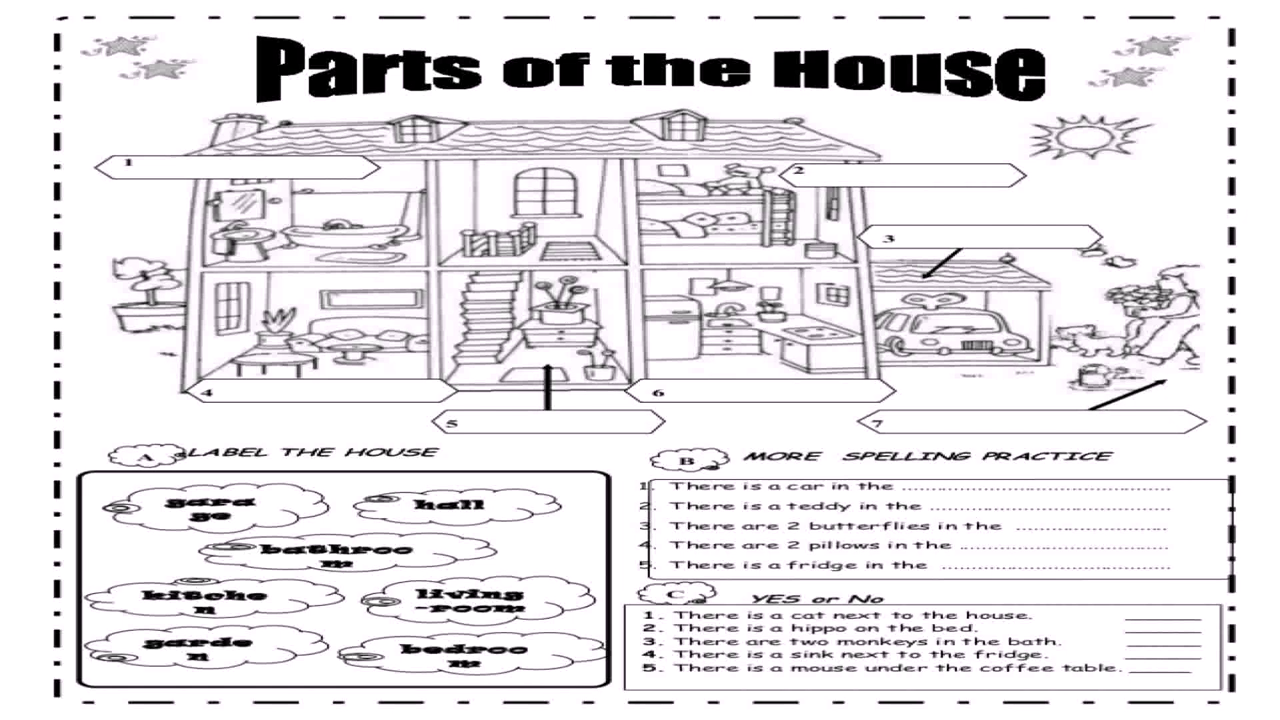 Parts of the House
1
2
3
4
5
6
7
A LABEL THE HOUSE
gara
ge
hall
bathroo
m
kitche
n
living
-room
garde
n
bedroo
m
B MORE SPELLING PRACTICE
1. There is a car in the ..................................................
2. There is a teddy in the ............................................
3. There are 2 butterflies in the ............................
4. There are 2 pillows in the .......................................
5. There is a fridge in the ..........................................
C YES or No
1. There is a cat next to the house. ________
2. There is a hippo on the bed. ________
3. There are two monkeys in the bath. ________
4. There is a sink next to the fridge. ________
5. There is a mouse under the coffee table. ______